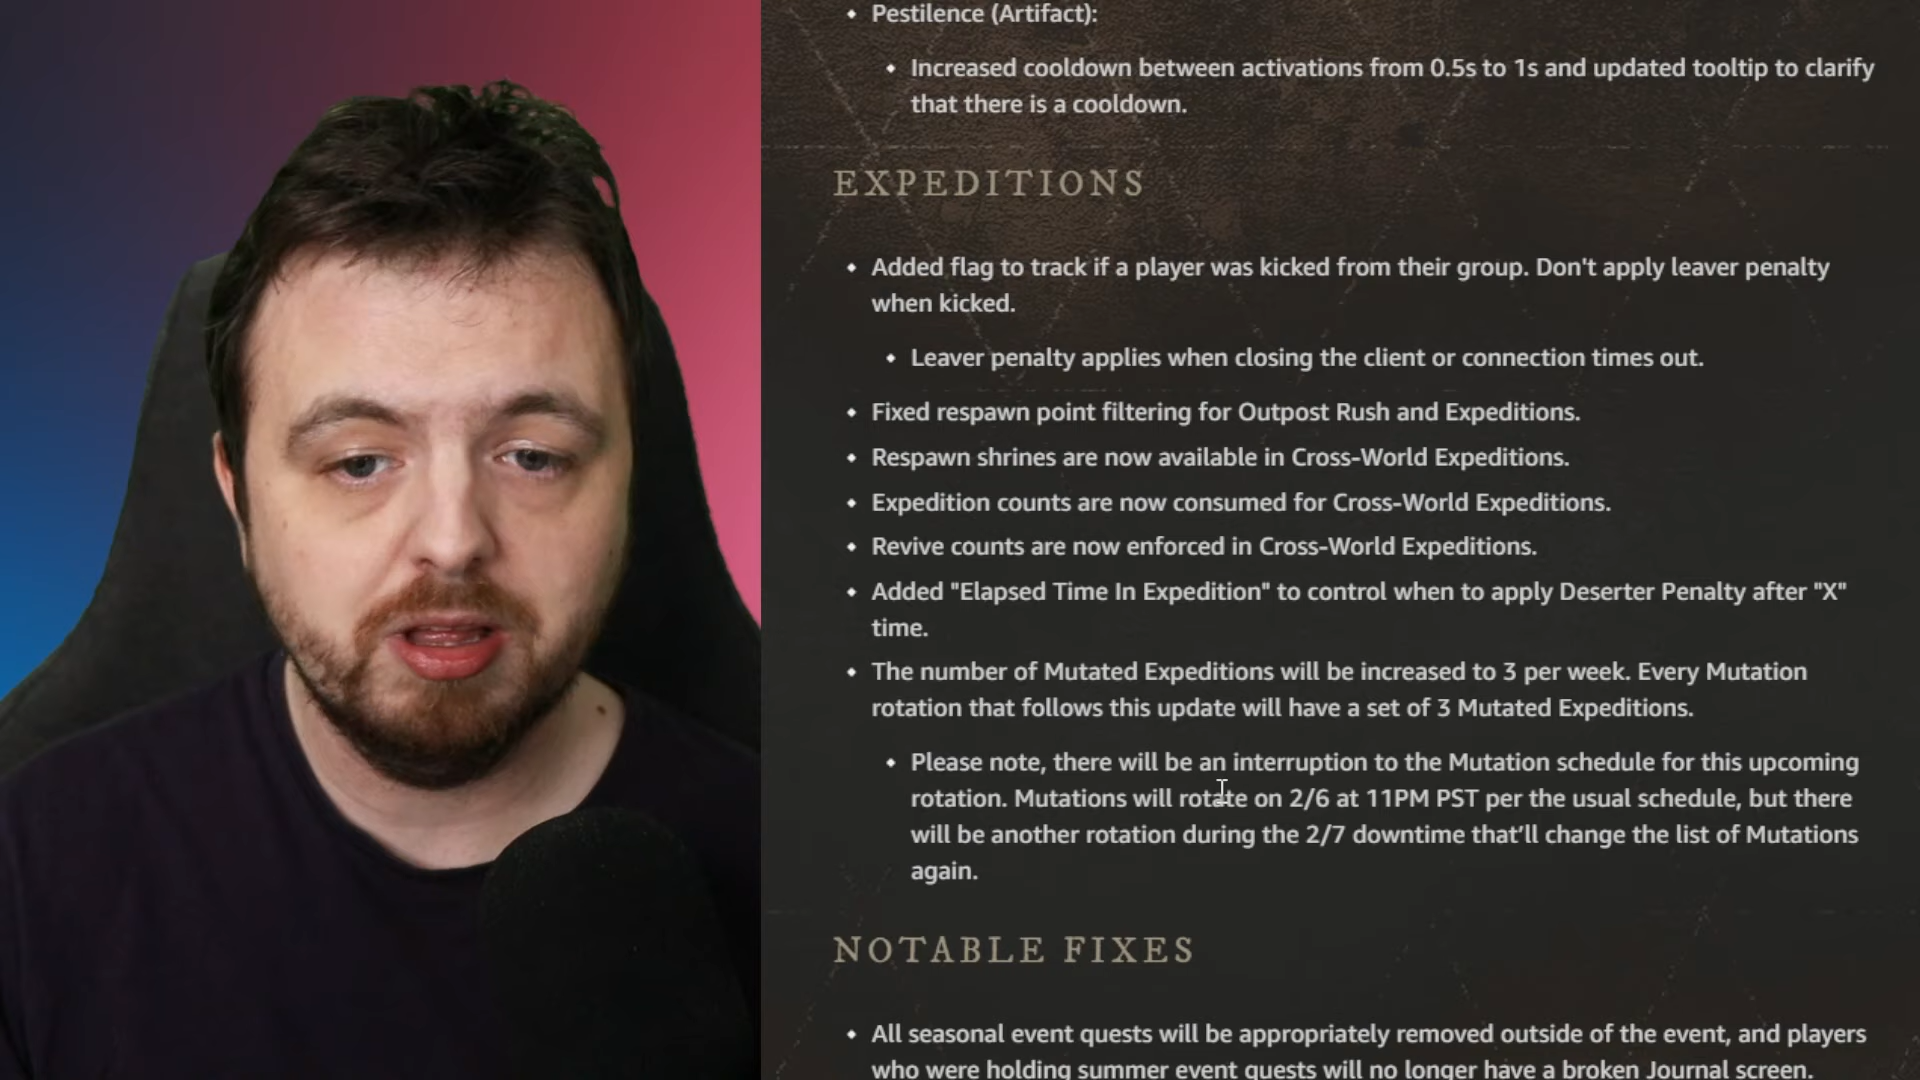 Pestilence (Artifact):
Increased cooldown between activations from 0.5s to 1s and updated tooltip to clarify
that there is a cooldown.
EXPEDITIONS
Added flag to track if a player was kicked from their group. Don't apply leaver penalty
when kicked.
Leaver penalty applies when closing the client or connection times out.
Fixed respawn point filtering for Outpost Rush and Expeditions.
Respawn shrines are now available in Cross-World Expeditions.
Expedition counts are now consumed for Cross-World Expeditions.
Revive counts are now enforced in Cross-World Expeditions.
Added "Elapsed Time In Expedition" to control when to apply Deserter Penalty after "X"
time.
The number of Mutated Expeditions will be increased to 3 per week. Every Mutation
rotation that follows this update will have a set of 3 Mutated Expeditions.
Please note, there will be an interruption to the Mutation schedule for this upcoming
rotation. Mutations will rotate on 2/6 at 11PM PST per the usual schedule, but there
will be another rotation during the 2/7 downtime that’ll change the list of Mutations
again.
NOTABLE FIXES
All seasonal event quests will be appropriately removed outside of the event, and players
who were holding summer event quests will no longer have a broken Journal screen.